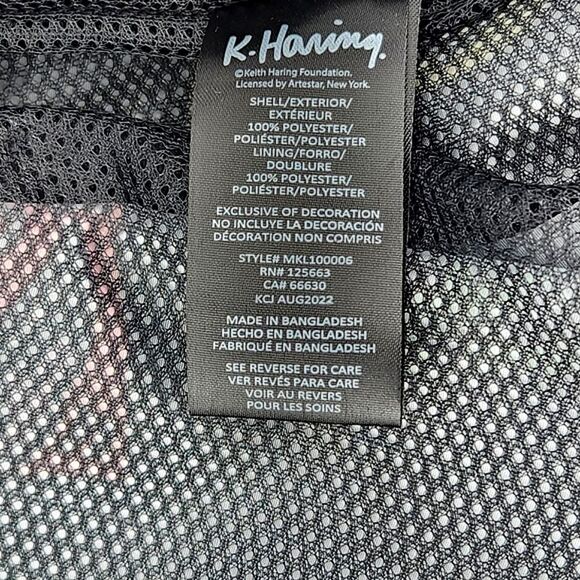 K.Haring.
©Keith Haring Foundation.
Licensed by Artestar, New York.
SHELL/EXTERIOR/
EXTÉRIEUR
100% POLYESTER/
POLIÉSTER/POLYESTER
LINING/FORRO/
DOUBLURE
100% POLYESTER/
POLIÉSTER/POLYESTER
EXCLUSIVE OF DECORATION
NO INCLUYE LA DECORACIÓN
DÉCORATION NON COMPRIS
STYLE# MKL100006
RN# 125663
CA# 66630
KCJ AUG2022
MADE IN BANGLADESH
HECHO EN BANGLADESH
FABRIQUÉ EN BANGLADESH
SEE REVERSE FOR CARE
VER REVÉS PARA CARE
VOIR AU REVERS
POUR LES SOINS